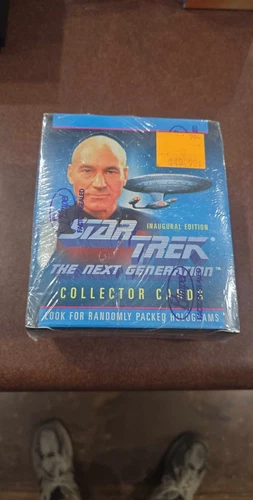 INAUGURAL EDITION
STAR
TREK
THE NEXT GENERATION
COLLECTOR CARDS
LOOK FOR RANDOMLY PACKED HOLOGRAMS